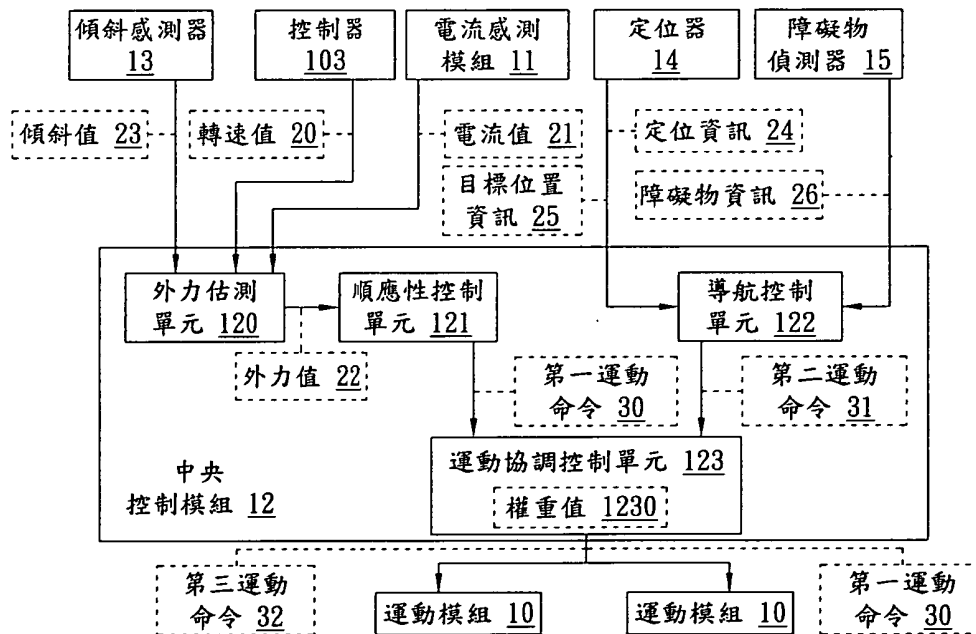 傾斜感測器
13
控制器
103
電流感測
模組 11
定位器
14
障礙物
偵測器 15
傾斜值 23
轉速值 20
電流值 21
定位資訊 24
目標位置
資訊 25
障礙物資訊 26
外力估測
單元 120
順應性控制
單元 121
導航控制
單元 122
外力值 22
第一運動
命令 30
第二運動
命令 31
運動協調控制單元 123
權重值 1230
中央
控制模組 12
第三運動
命令 32
運動模組 10
運動模組 10
第一運動
命令 30